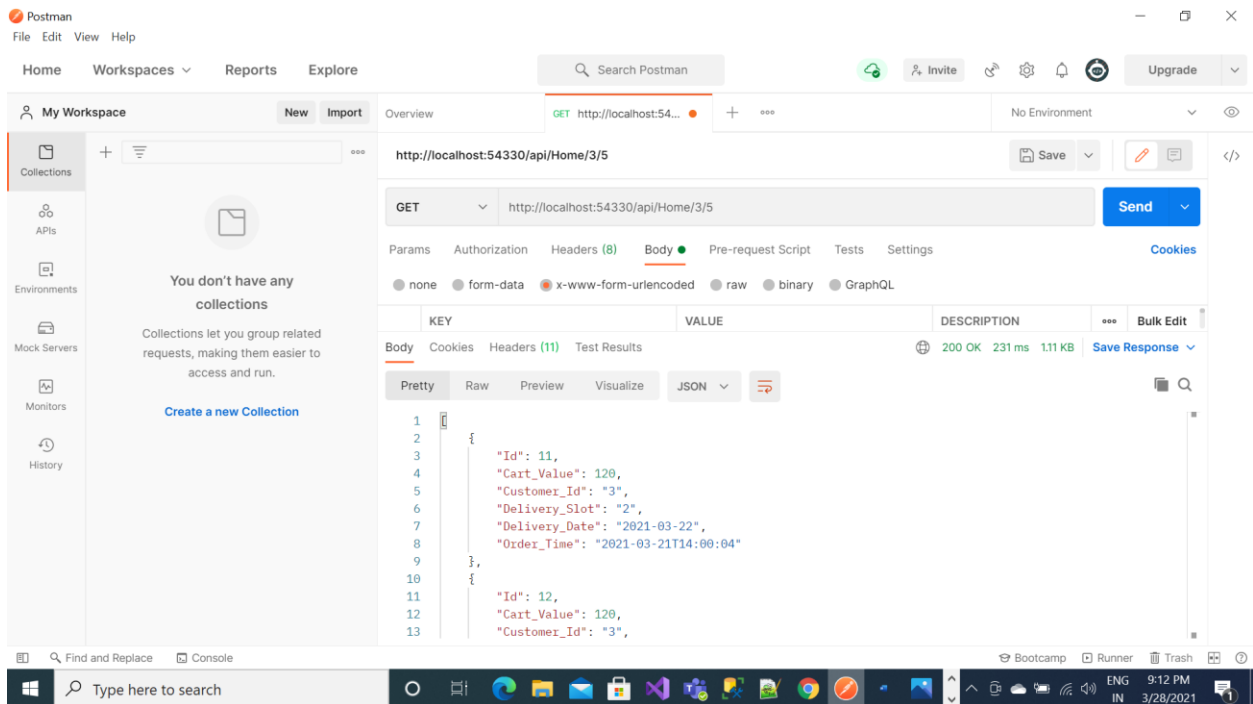 Postman
File Edit View Help
Home Workspaces Reports Explore
Search Postman
Invite
Upgrade
My Workspace
New Import
Overview
GET http://localhost:54...
No Environment
Collections
APIs
Environments
Mock Servers
Monitors
History
You don't have any
collections
Collections let you group related
requests, making them easier to
access and run.
Create a new Collection
http://localhost:54330/api/Home/3/5
Save
GET http://localhost:54330/api/Home/3/5
Send
Params Authorization Headers (8) Body Pre-request Script Tests Settings
Cookies
none form-data x-www-form-urlencoded raw binary GraphQL
KEY VALUE DESCRIPTION Bulk Edit
Body Cookies Headers (11) Test Results
200 OK 231 ms 1.11 KB Save Response
Pretty Raw Preview Visualize JSON
1 [
2 {
3 "Id": 11,
4 "Cart_Value": 120,
5 "Customer_Id": "3",
6 "Delivery_Slot": "2",
7 "Delivery_Date": "2021-03-22",
8 "Order_Time": "2021-03-21T14:00:04"
9 },
10 {
11 "Id": 12,
12 "Cart_Value": 120,
13 "Customer_Id": "3",
Find and Replace Console
Bootcamp Runner Trash
Type here to search
ENG
IN
9:12 PM
3/28/2021
1